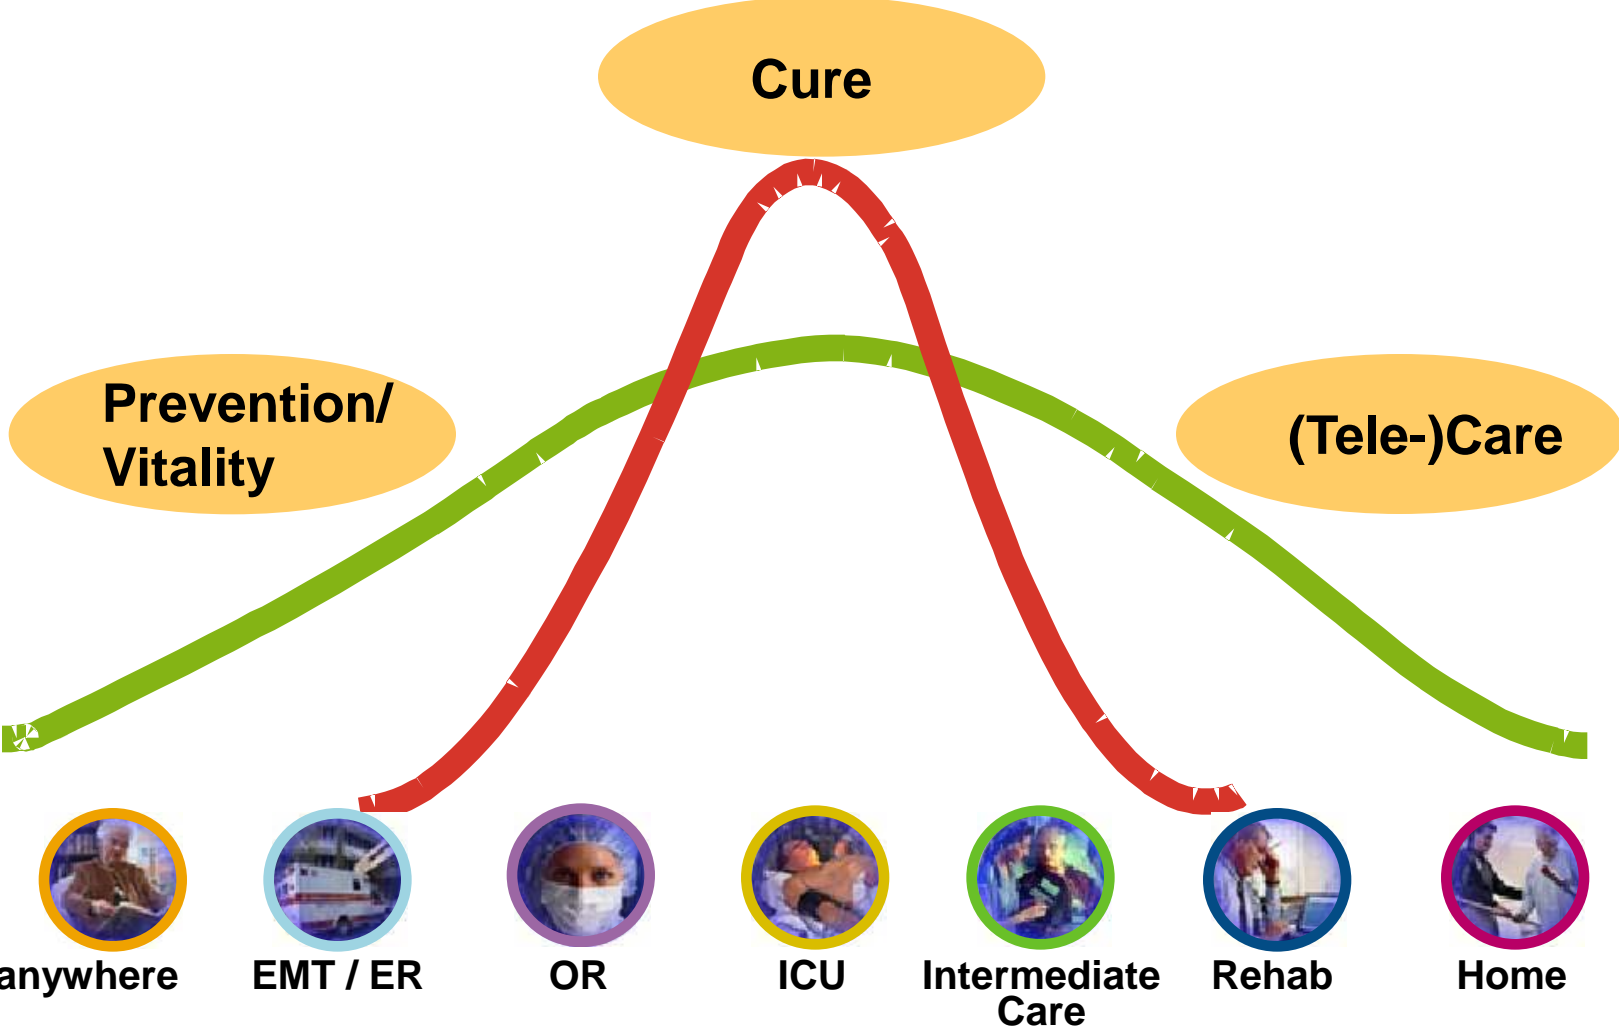 Cure
Prevention/
Vitality
(Tele-)Care
anywhere
EMT / ER
OR
ICU
Intermediate
Care
Rehab
Home